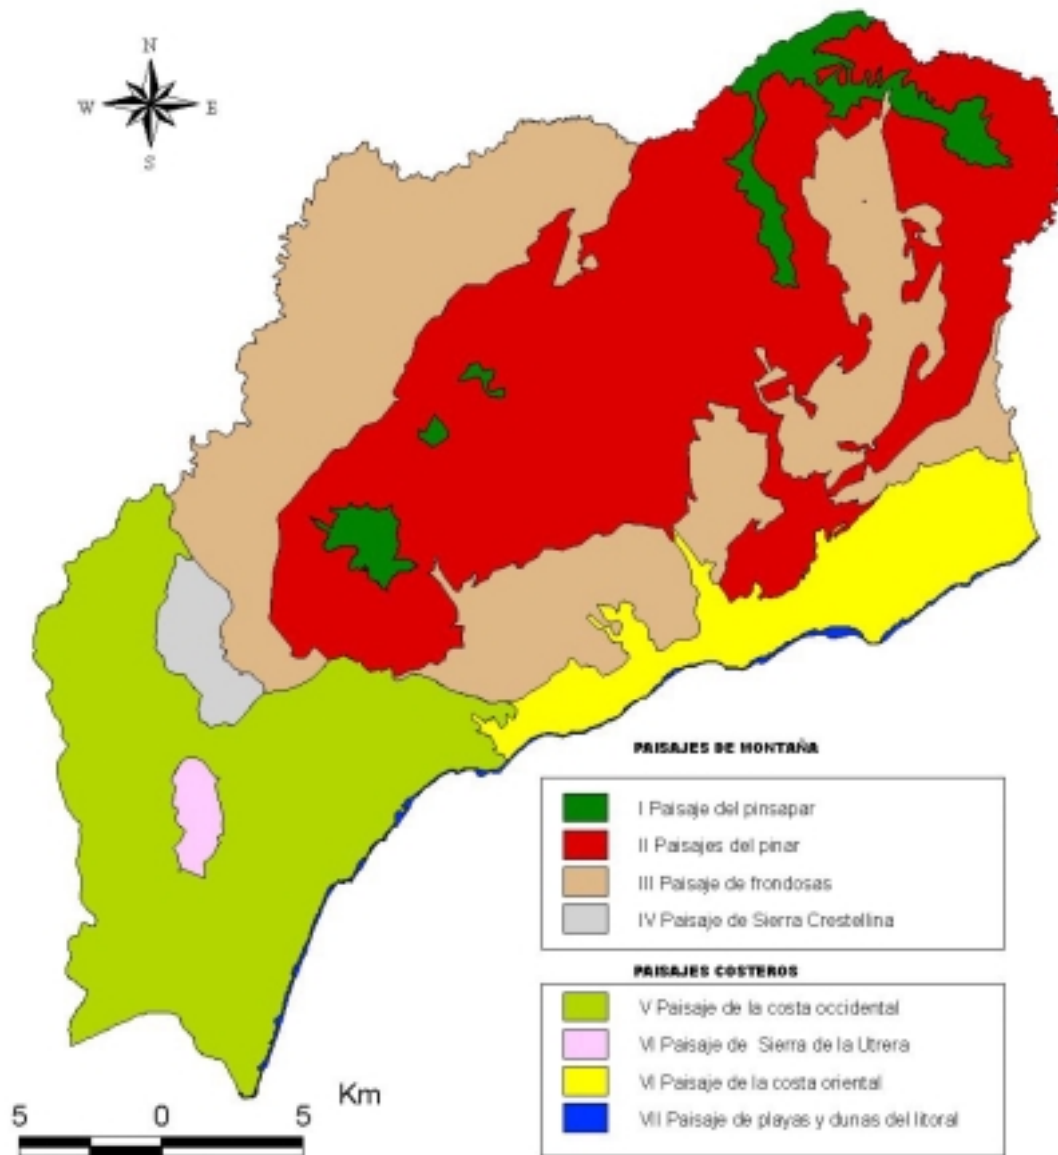 N
W E
S
PAISAJES DE MONTAÑA
I Paisaje del pinsapar
II Paisajes del pinar
III Paisaje de frondosas
IV Paisaje de Sierra Crestellina
PAISAJES COSTEROS
V Paisaje de la costa occidental
VI Paisaje de Sierra de la Utrera
VI Paisaje de la costa oriental
VII Paisaje de playas y dunas del litoral
Km
5 0 5